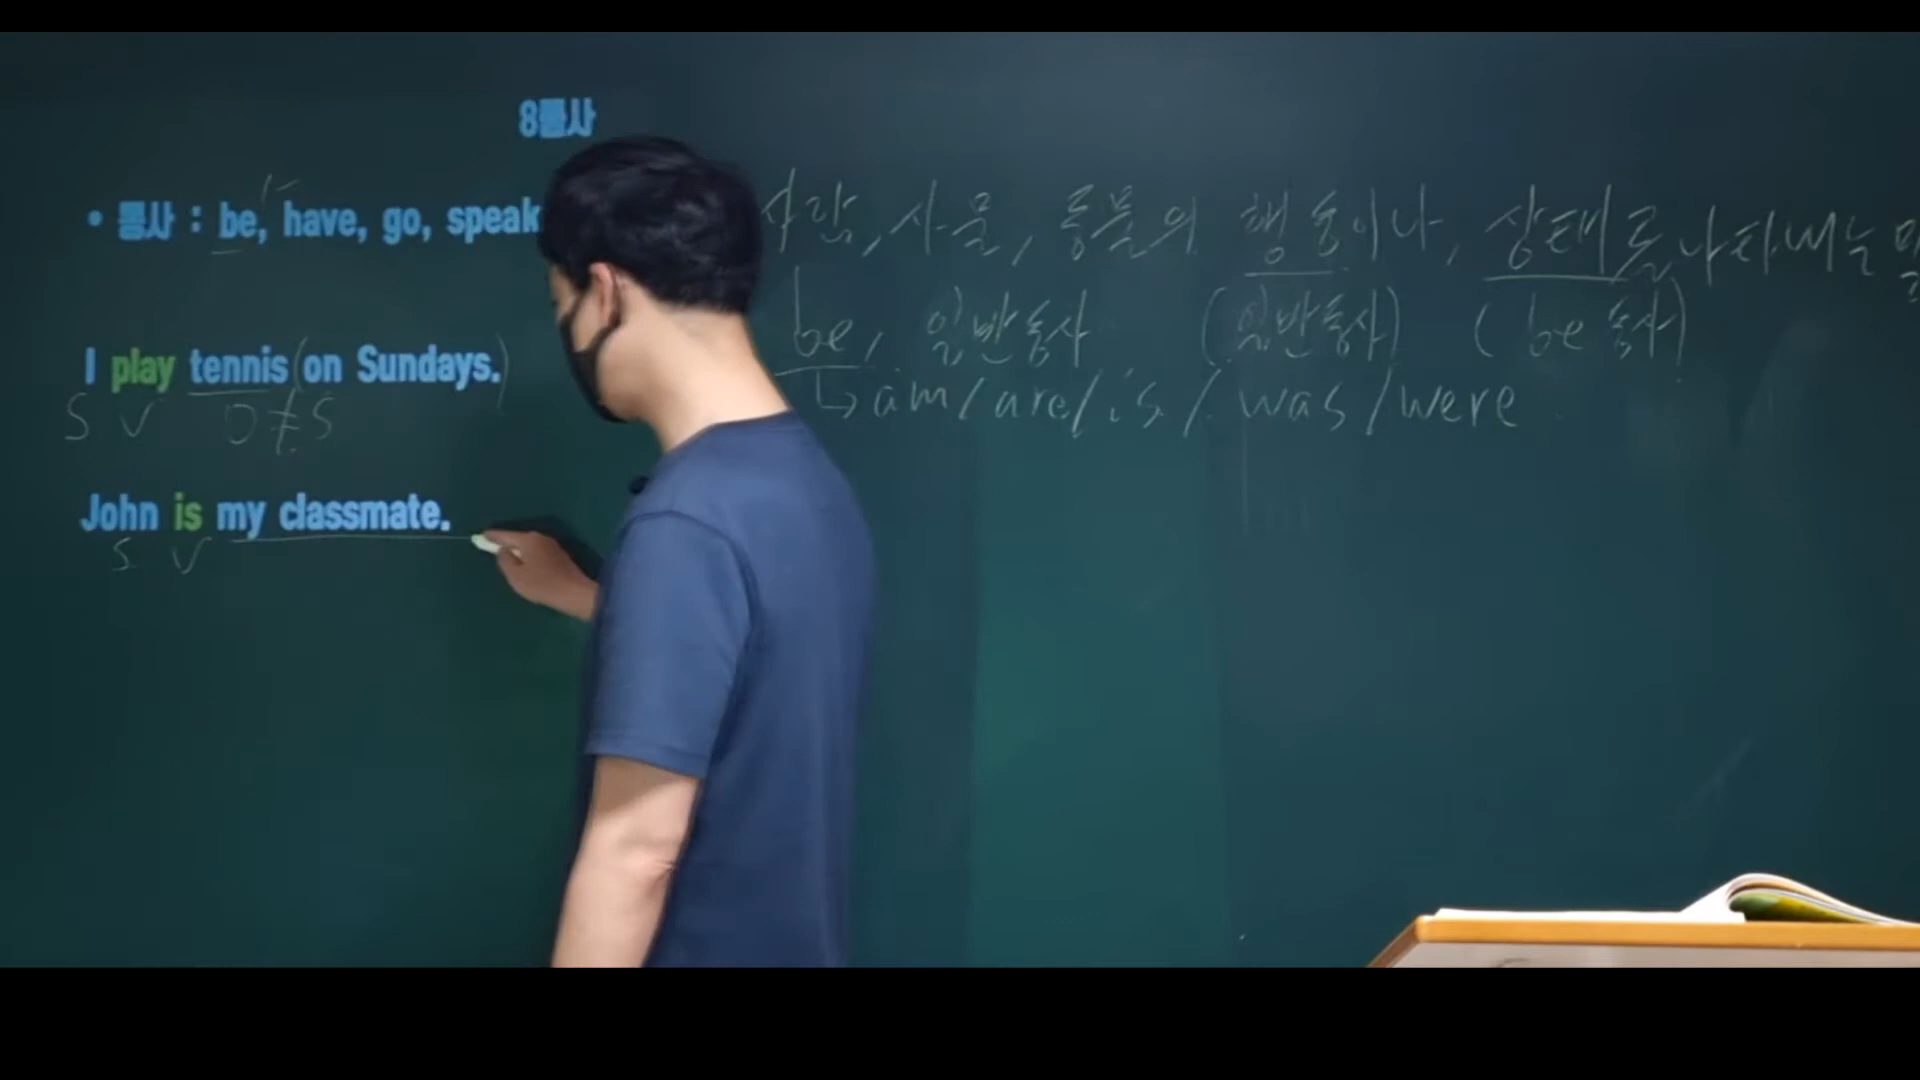 8품사
• 동사 : be, have, go, speak
사람, 사물, 동물의 행동이나, 상태를 나타내는 말
be, 일반동사 (일반동사) (be 동사)
↳ am/are/is/was/were
I play tennis (on Sundays.)
S V O≠S
John is my classmate.
S V